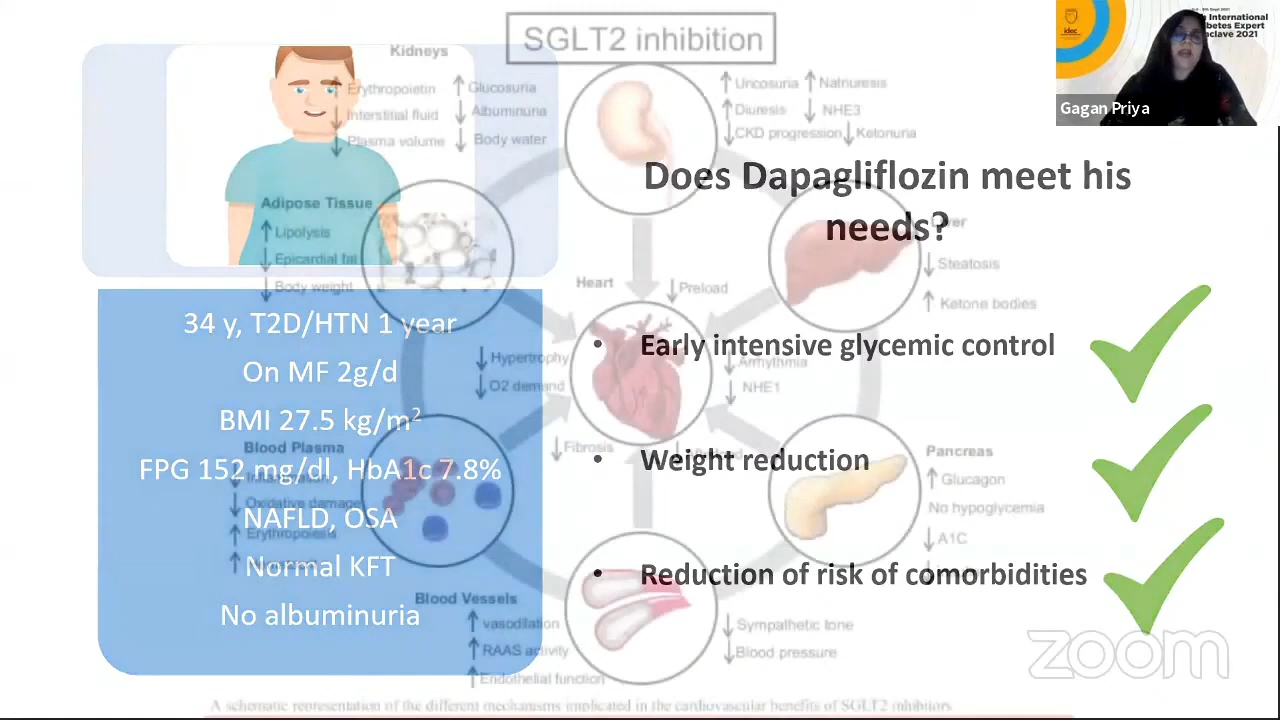 SGLT2 inhibition
Kidneys
Erythropoietin
Glucosuria
Interstitial fluid
Albuminuria
Plasma volume
Body water
Uricosuria
Natriuresis
Diuresis
NHE3
CKD progression
Ketonuria
idec
International
Expert
2021
Gagan Priya
Does Dapagliflozin meet his
needs?
Adipose Tissue
Lipolysis
Epicardial fat
Body weight
Steatosis
Ketone bodies
Heart
Preload
Hypertrophy
O2 demand
Arrhythmia
NHE1
Fibrosis
34 y, T2D/HTN 1 year
On MF 2g/d
BMI 27.5 kg/m²
FPG 152 mg/dl, HbA1c 7.8%
NAFLD, OSA
Normal KFT
No albuminuria
• Early intensive glycemic control
• Weight reduction
• Reduction of risk of comorbidities
Blood Plasma
Oxidative damage
Erythropoiesis
Pancreas
Glucagon
No hypoglycemia
A1C
Blood Vessels
vasodilation
RAAS activity
Endothelial function
Sympathetic tone
Blood pressure
zoom
A schematic representation of the different mechanisms implicated in the cardiovascular benefits of SGLT2 inhibitors